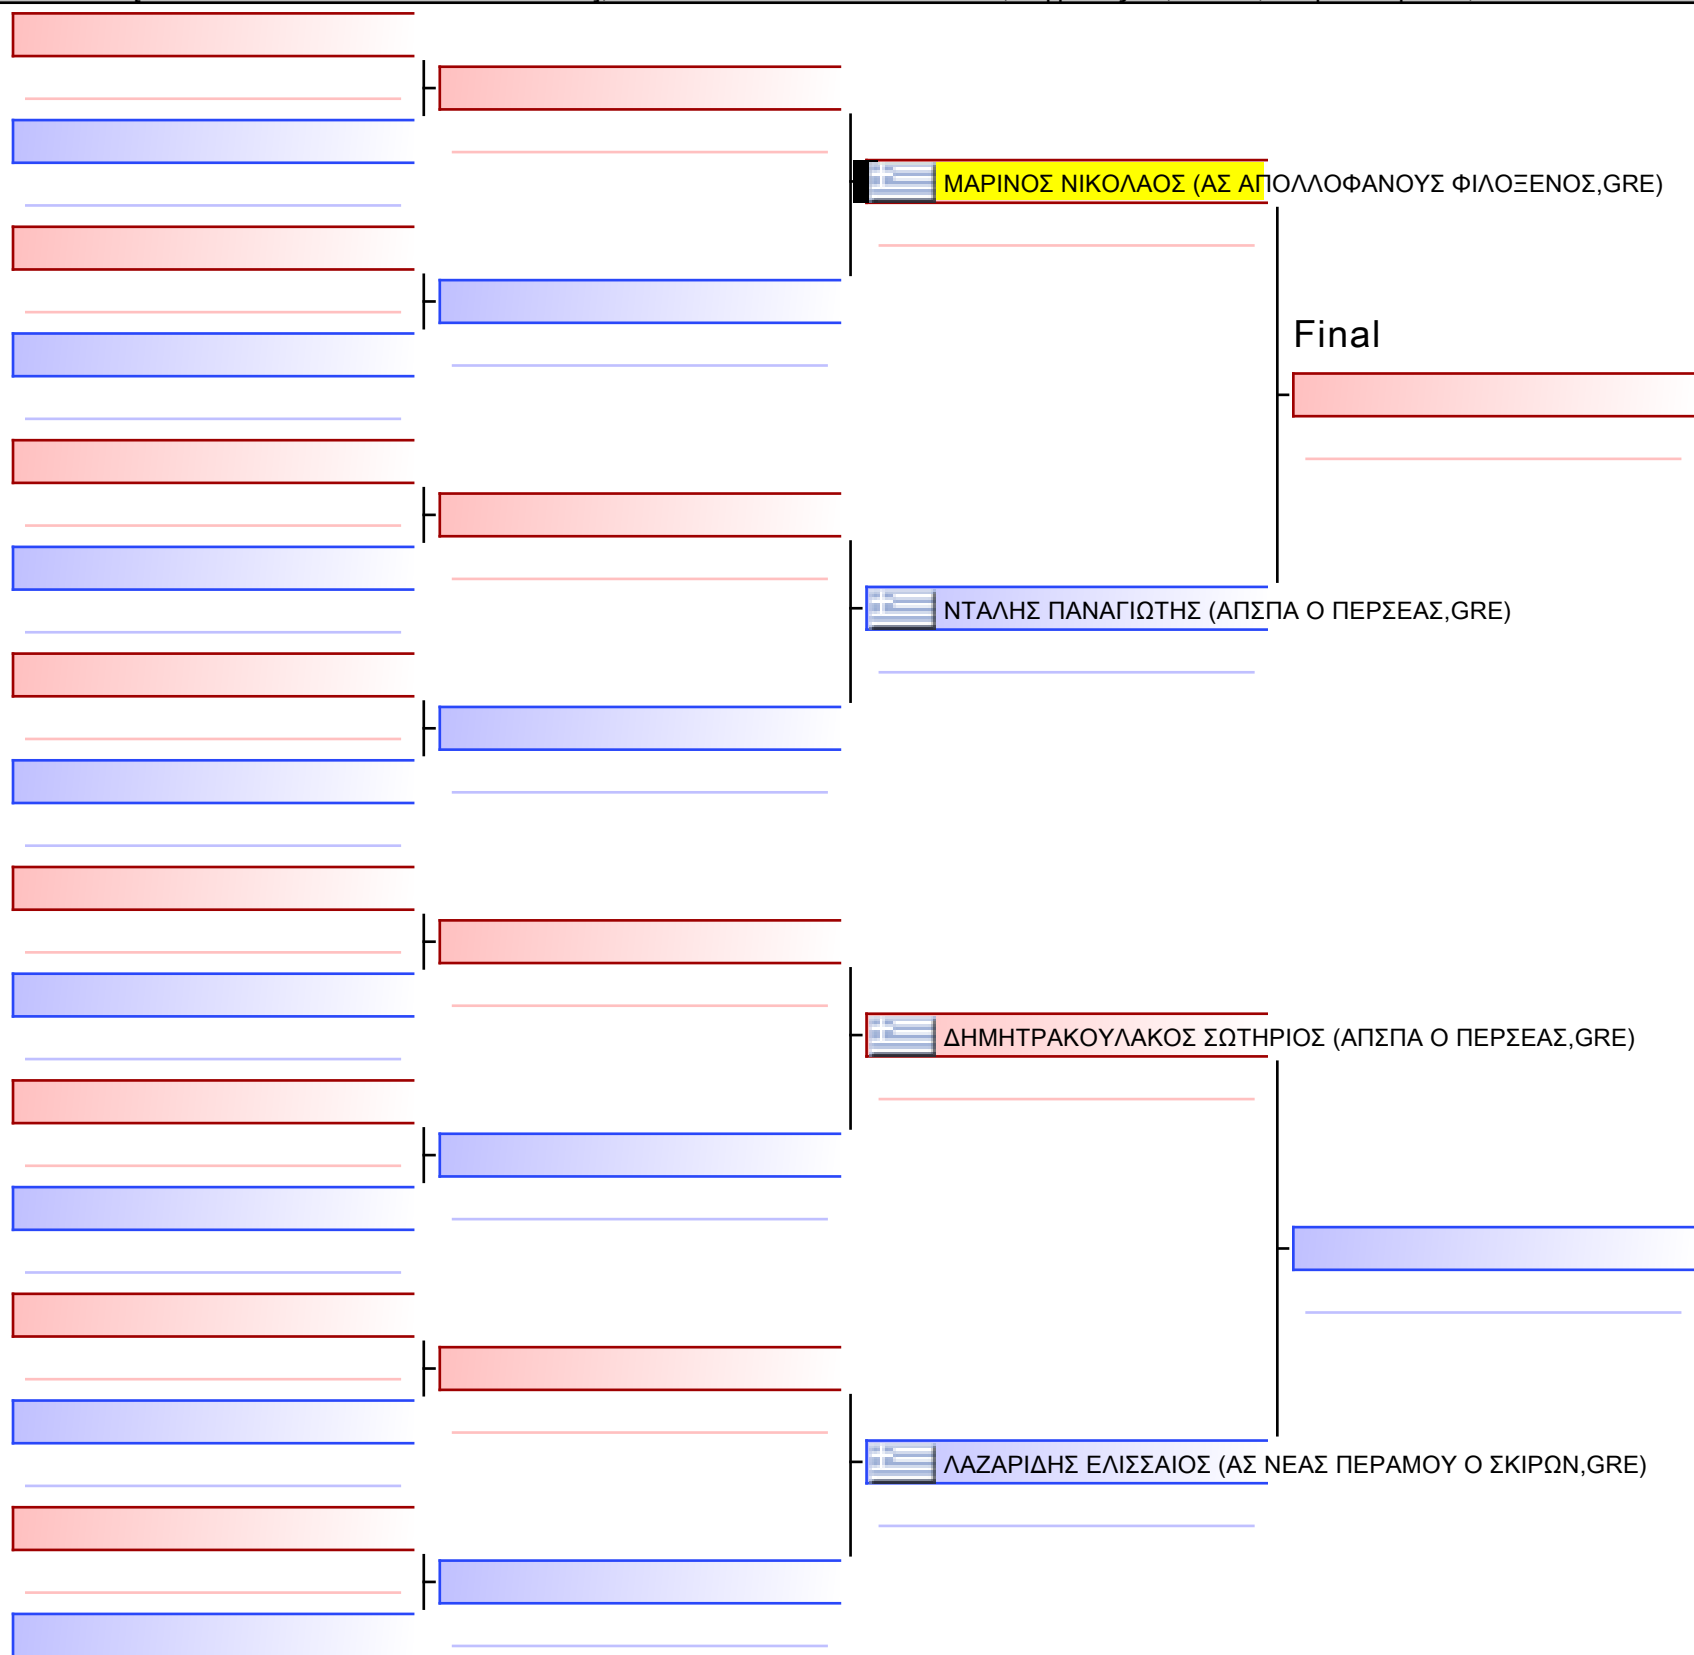 ΜΑΡΙΝΟΣ ΝΙΚΟΛΑΟΣ (ΑΣ ΑΠΟΛΛΟΦΑΝΟΥΣ ΦΙΛΟΞΕΝΟΣ,GRE)
Final
ΝΤΑΛΗΣ ΠΑΝΑΓΙΩΤΗΣ (ΑΠΣΠΑ Ο ΠΕΡΣΕΑΣ,GRE)
ΔΗΜΗΤΡΑΚΟΥΛΑΚΟΣ ΣΩΤΗΡΙΟΣ (ΑΠΣΠΑ Ο ΠΕΡΣΕΑΣ,GRE)
ΛΑΖΑΡΙΔΗΣ ΕΛΙΣΣΑΙΟΣ (ΑΣ ΝΕΑΣ ΠΕΡΑΜΟΥ Ο ΣΚΙΡΩΝ,GRE)